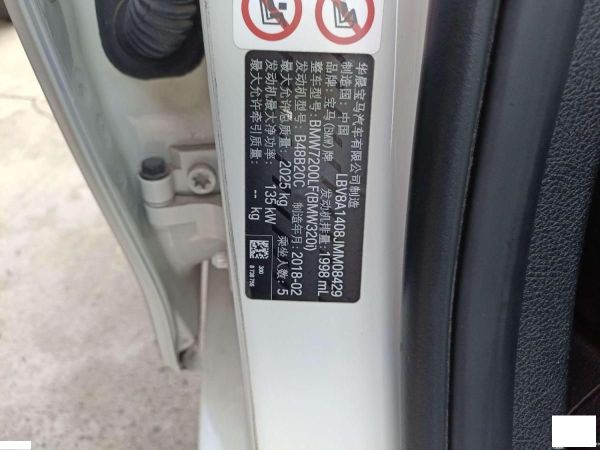 华晨宝马汽车有限公司制造
LBV8A1408JMM08429
制造国：中国
品牌：宝马(BMW)牌 发动机排量：1998 mL
整车型号：BMW7200LF(BMW320i)
发动机型号：B48B20C 制造年月：2018-02
最大允许总质量：2025 kg 乘坐人数：5
发动机最大净功率：135 kW
最大允许牵引质量：-- kg
300